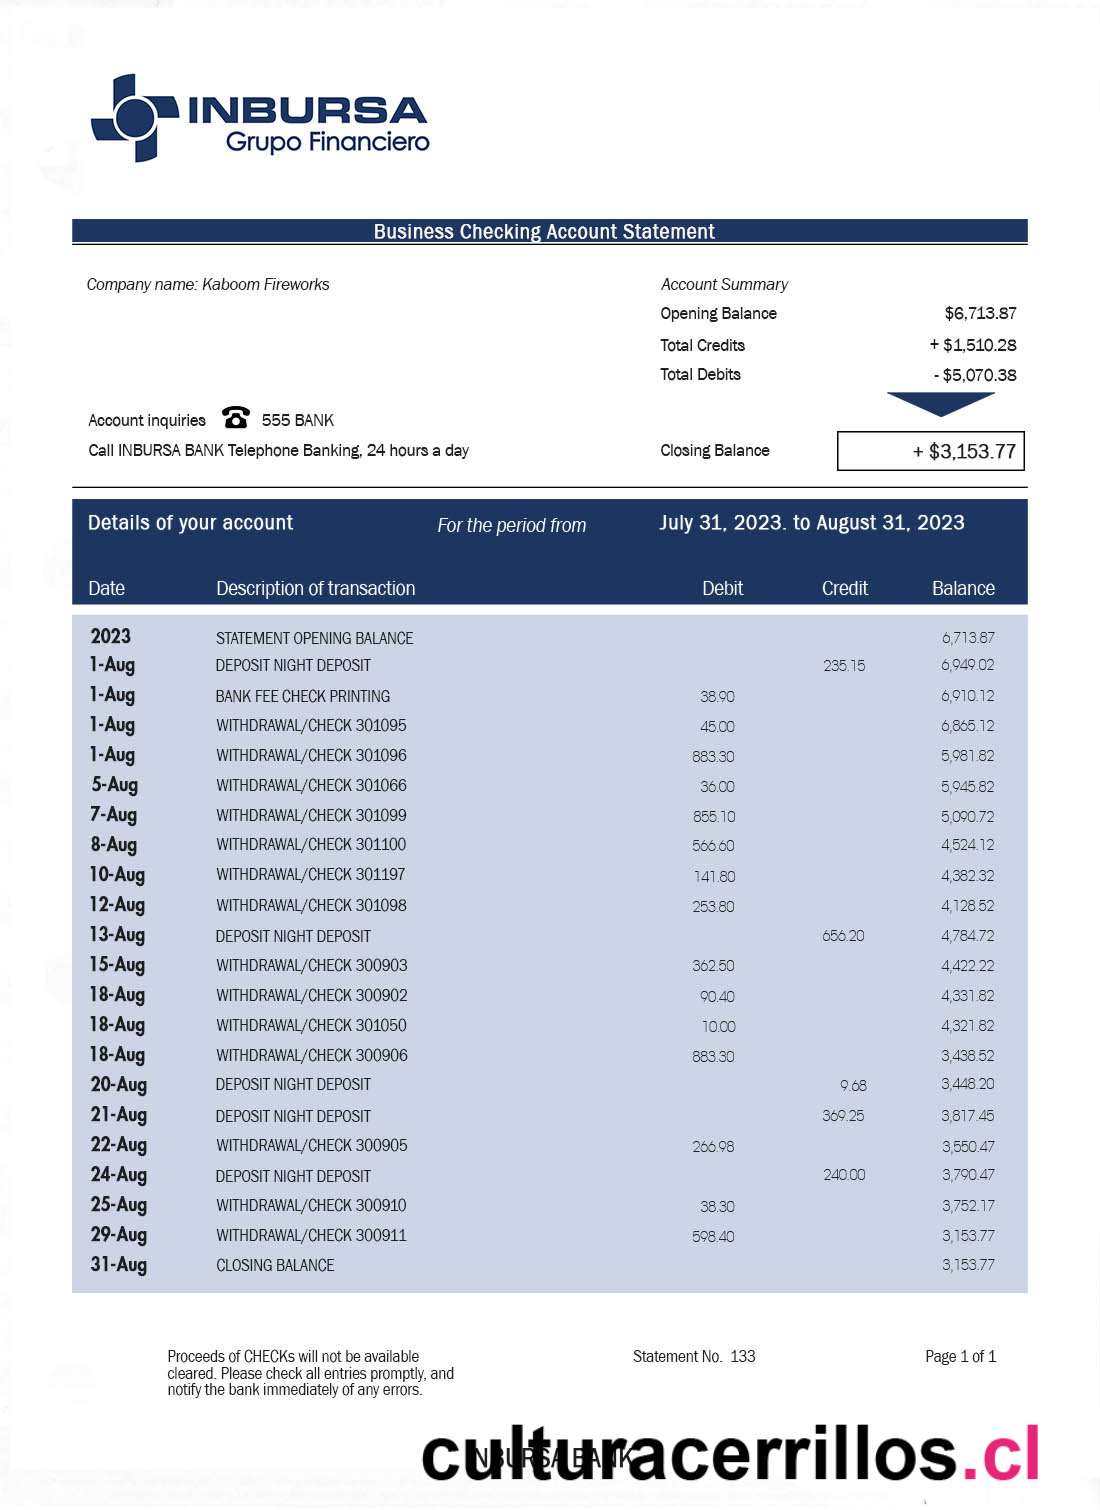 INBURSA
Grupo Financiero
Business Checking Account Statement
Company name: Kaboom Fireworks
Account Summary
Opening Balance $6,713.87
Total Credits + $1,510.28
Total Debits - $5,070.38
Account inquiries 555 BANK
Call INBURSA BANK Telephone Banking, 24 hours a day
Closing Balance + $3,153.77
Details of your account For the period from July 31, 2023. to August 31, 2023
Date Description of transaction Debit Credit Balance
2023 STATEMENT OPENING BALANCE 6,713.87
1-Aug DEPOSIT NIGHT DEPOSIT 235.15 6,949.02
1-Aug BANK FEE CHECK PRINTING 38.90 6,910.12
1-Aug WITHDRAWAL/CHECK 301095 45.00 6,865.12
1-Aug WITHDRAWAL/CHECK 301096 883.30 5,981.82
5-Aug WITHDRAWAL/CHECK 301066 36.00 5,945.82
7-Aug WITHDRAWAL/CHECK 301099 855.10 5,090.72
8-Aug WITHDRAWAL/CHECK 301100 566.60 4,524.12
10-Aug WITHDRAWAL/CHECK 301197 141.80 4,382.32
12-Aug WITHDRAWAL/CHECK 301098 253.80 4,128.52
13-Aug DEPOSIT NIGHT DEPOSIT 656.20 4,784.72
15-Aug WITHDRAWAL/CHECK 300903 362.50 4,422.22
18-Aug WITHDRAWAL/CHECK 300902 90.40 4,331.82
18-Aug WITHDRAWAL/CHECK 301050 10.00 4,321.82
18-Aug WITHDRAWAL/CHECK 300906 883.30 3,438.52
20-Aug DEPOSIT NIGHT DEPOSIT 9.68 3,448.20
21-Aug DEPOSIT NIGHT DEPOSIT 369.25 3,817.45
22-Aug WITHDRAWAL/CHECK 300905 266.98 3,550.47
24-Aug DEPOSIT NIGHT DEPOSIT 240.00 3,790.47
25-Aug WITHDRAWAL/CHECK 300910 38.30 3,752.17
29-Aug WITHDRAWAL/CHECK 300911 598.40 3,153.77
31-Aug CLOSING BALANCE 3,153.77
Proceeds of CHECKs will not be available
cleared. Please check all entries promptly, and
notify the bank immediately of any errors.
Statement No. 133
Page 1 of 1
INBURSA BANK
culturacerrillos.cl